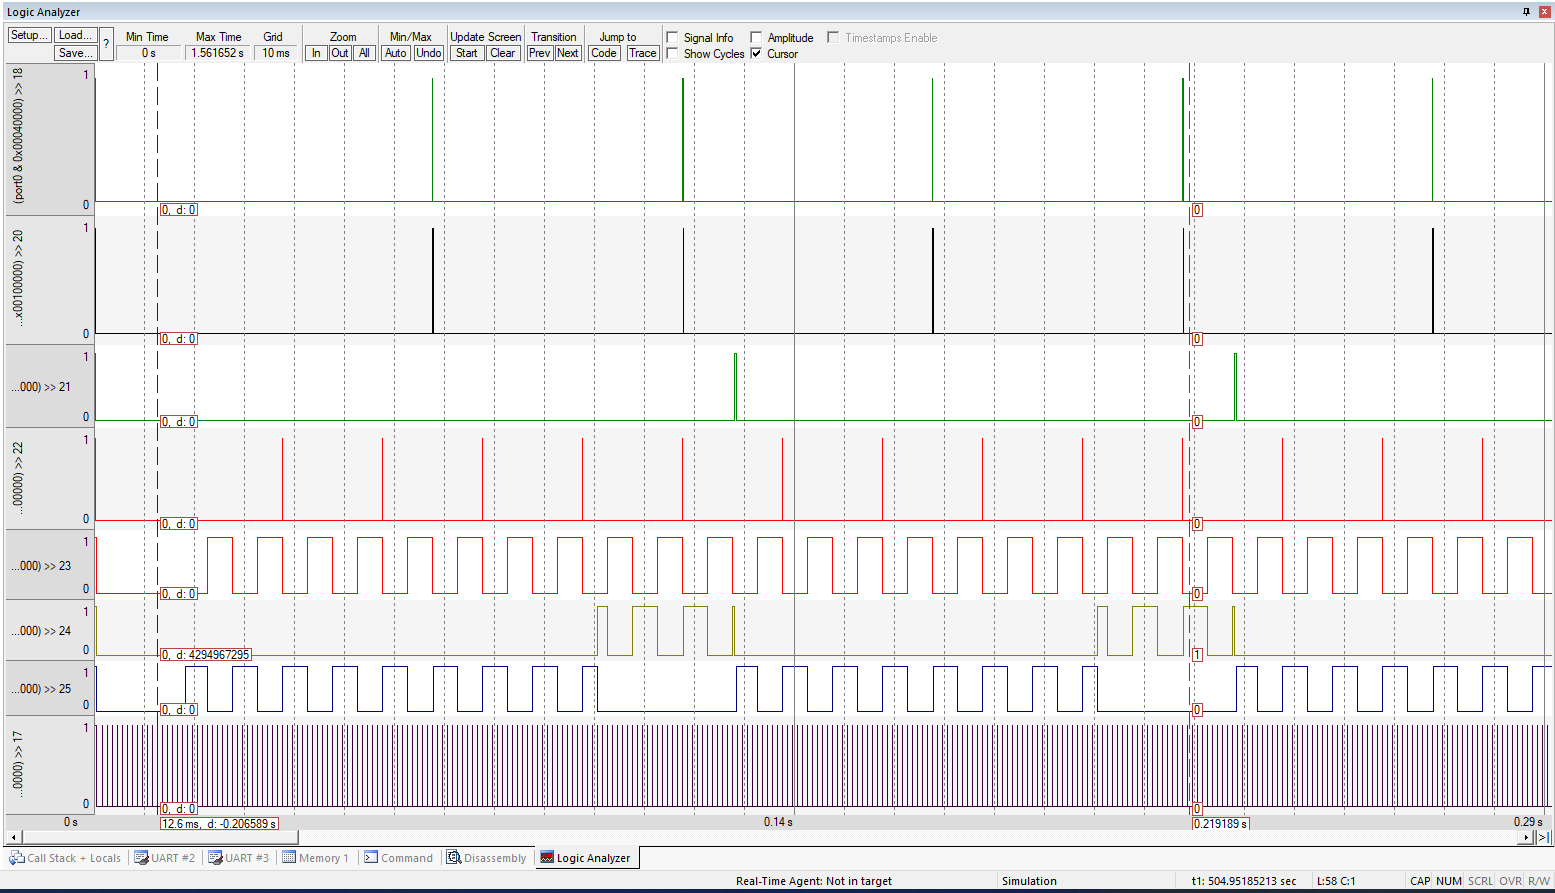 Logic Analyzer
Setup... Load... Save... ?
Min Time Max Time Grid
0 s 1.561652 s 10 ms
Zoom
In Out All
Min/Max
Auto Undo
Update Screen
Start Clear
Transition
Prev Next
Jump to
Code Trace
Signal Info Amplitude Timestamps Enable
Show Cycles Cursor
(port0 & 0x00040000) >> 18
1
0
0, d: 0
0
...x00100000) >> 20
1
0
0, d: 0
0
...000) >> 21
1
0
0, d: 0
0
...00000) >> 22
1
0
0, d: 0
0
...000) >> 23
1
0
0, d: 0
0
...000) >> 24
1
0
0, d: 4294967295
1
...000) >> 25
1
0
0, d: 0
0
...0000) >> 17
1
0
0, d: 0
0
0 s 12.6 ms, d: -0.206589 s 0.14 s 0.219189 s 0.29 s
Call Stack + Locals UART #2 UART #3 Memory 1 Command Disassembly Logic Analyzer
Real-Time Agent: Not in target Simulation t1: 504.95185213 sec L:58 C:1 CAP NUM SCRL OVR R/W